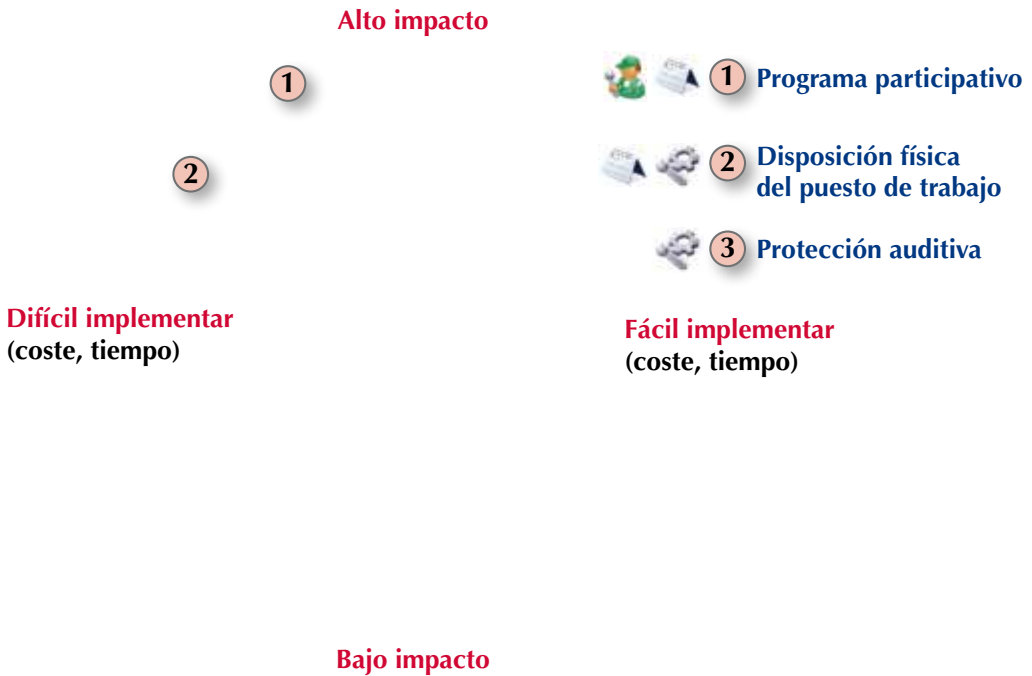 Alto impacto
1
1 Programa participativo
2
2 Disposición física
del puesto de trabajo
3 Protección auditiva
Difícil implementar
(coste, tiempo)
Fácil implementar
(coste, tiempo)
Bajo impacto